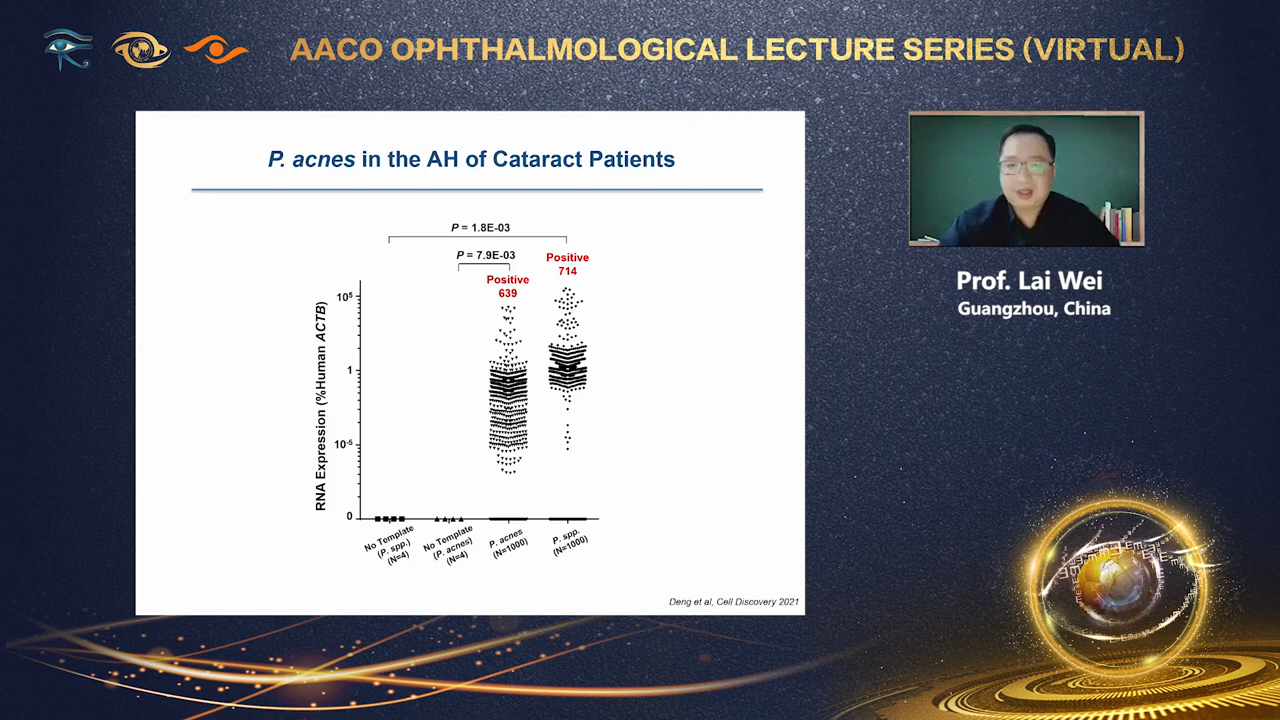 AACO OPHTHALMOLOGICAL LECTURE SERIES (VIRTUAL)
P. acnes in the AH of Cataract Patients
P = 1.8E-03
P = 7.9E-03
Positive
714
Positive
639
RNA Expression (%Human ACTB)
10⁵
1
10⁻⁵
0
No Template
(P. spp.)
(N=4)
No Template
(P. acnes)
(N=4)
P. acnes
(N=1000)
P. spp.
(N=1000)
Deng et al, Cell Discovery 2021
Prof. Lai Wei
Guangzhou, China